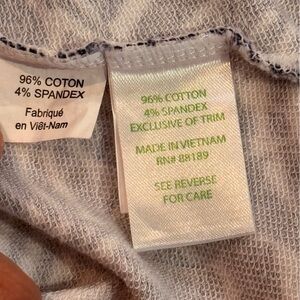 96% COTON
4% SPANDEX
Fabriqué
en Viêt-Nam
96% COTTON
4% SPANDEX
EXCLUSIVE OF TRIM
MADE IN VIETNAM
RN# 88189
SEE REVERSE
FOR CARE